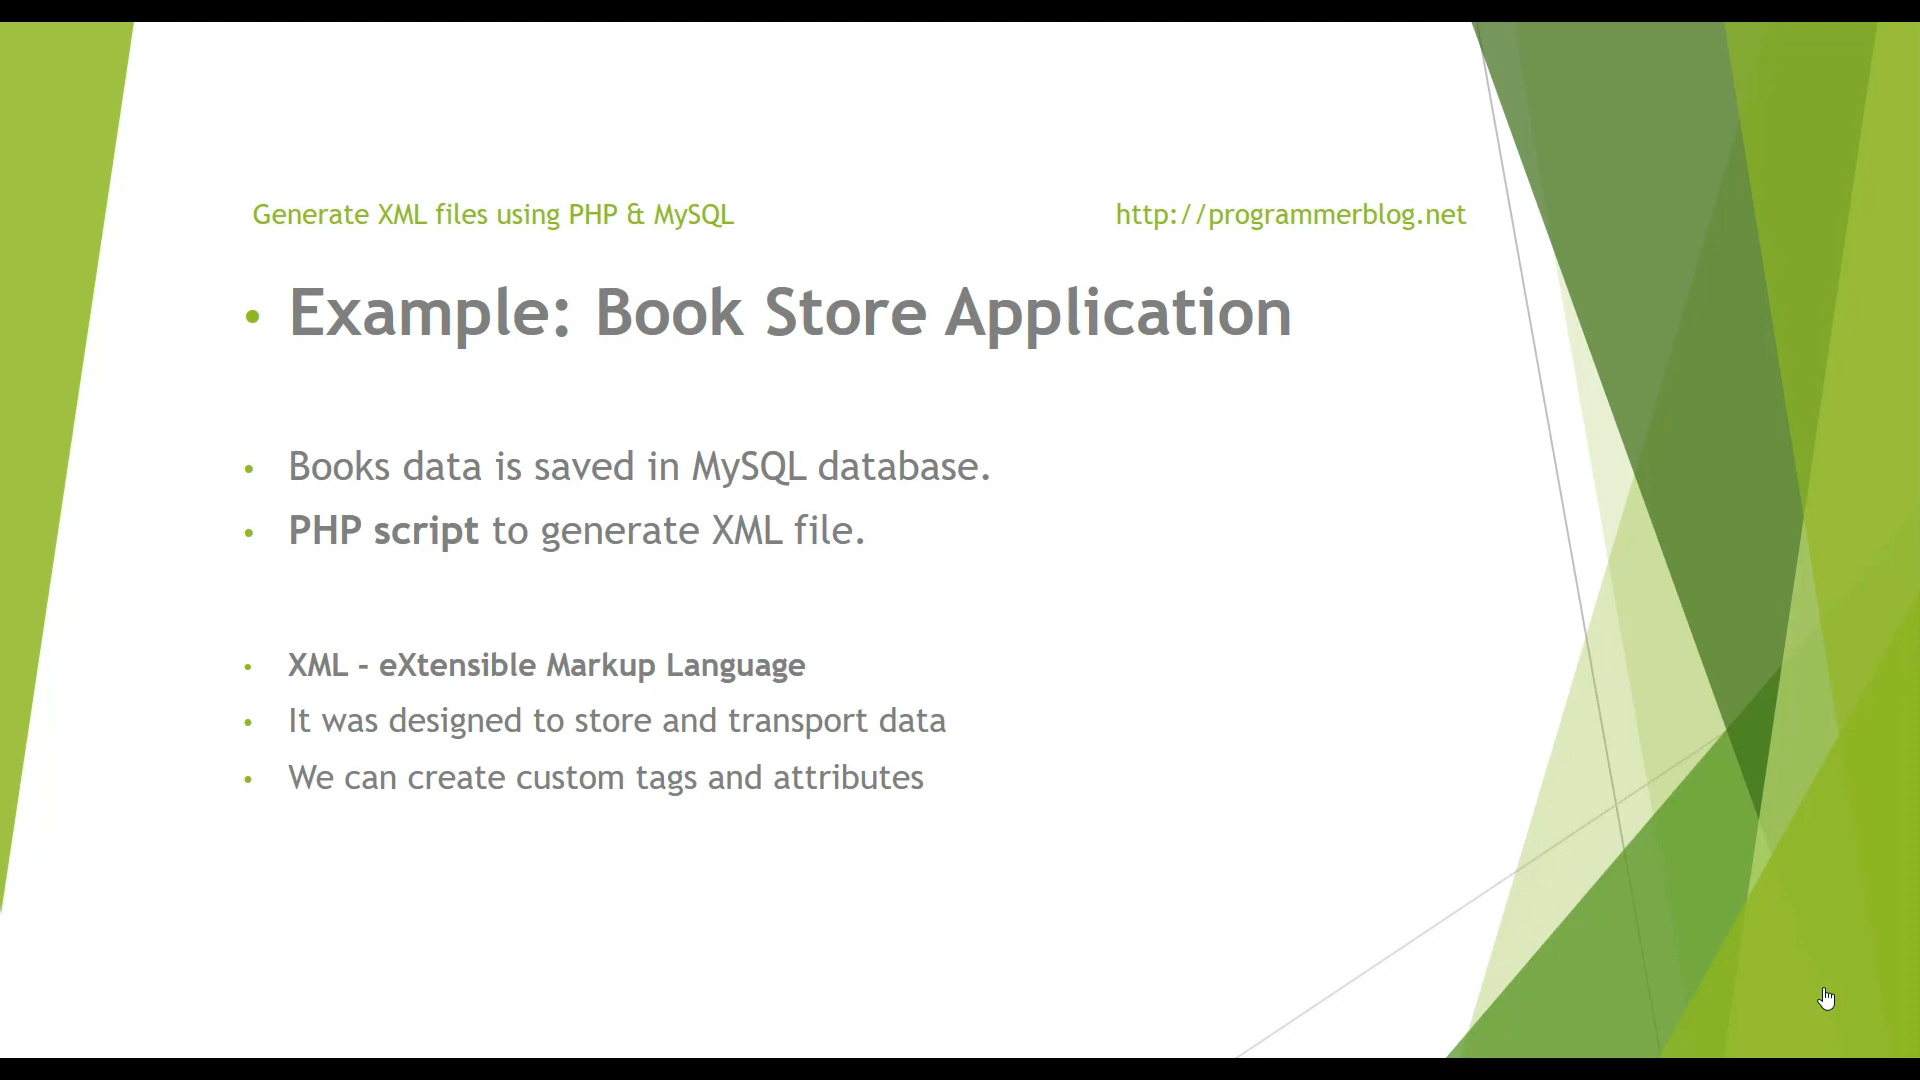 Generate XML files using PHP & MySQL http://programmerblog.net
• Example: Book Store Application
• Books data is saved in MySQL database.
• PHP script to generate XML file.
• XML - eXtensible Markup Language
• It was designed to store and transport data
• We can create custom tags and attributes